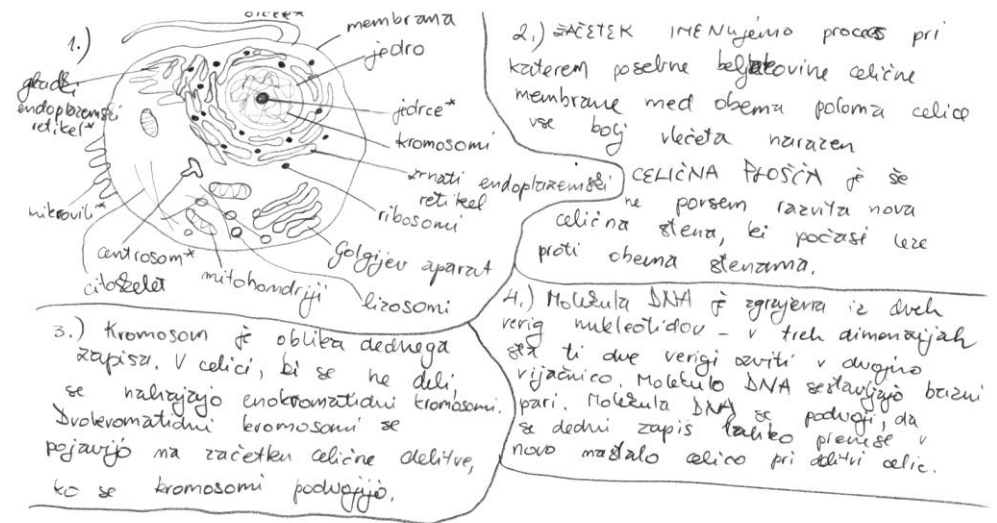 1.)
membrana
jedro
gladki
endoplazemski
retikel*
jedrce*
kromosomi
zrnati endoplazemski
retikel
ribosomi
mikrovili*
Golgijev aparat
centrosom*
mitohondriji
citoskelet
lizosomi
2.) ZAČETEK IMENujemo proces pri
katerem posebne beljakovine celične
membrane med obema poloma celice
vse bolj vlečeta narazen
CELIČNA PLOŠČA je še
ne porsem razvita nova
celična stena, ki počasi leze
proti obema stenama.
3.) Kromosom je oblika dednega
zapisa. V celici, ki se ne deli,
se nahajajo enokromatidni kromosomi.
Dvokromatidni kromosomi se
pojavijo na začetku celične delitve,
ko se kromosomi podvojijo.
4.) Molekula DNA je zgrajena iz dveh
verig nukleotidov - v treh dimenzijah
sta ti dve verigi zaviti v dvojno
vijačnico. Molekulo DNA sestavljajo bazni
pari. Molekula DNA se podvoji, da
se dedni zapis lahko prenese v
novo nastalo celico pri delitvi celic.